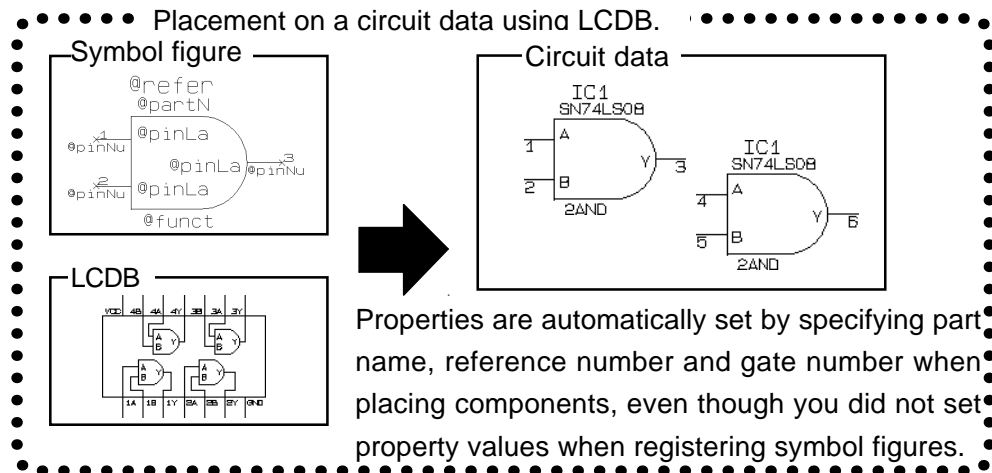 Placement on a circuit data using LCDB.
Symbol figure
@refer
@partN
1
@pinNu
@pinLa
@pinLa
3
@pinNu
2
@pinNu
@pinLa
@funct
LCDB
VCC 4B 4A 4Y 3B 3A 3Y
A
B
Y
A
B
Y
A
B
Y
A
B
Y
1A 1B 1Y 2A 2B 2Y GND
Circuit data
IC1
SN74LS08
1
A
Y
3
2
B
2AND
IC1
SN74LS08
4
A
Y
6
5
B
2AND
Properties are automatically set by specifying part
name, reference number and gate number when
placing components, even though you did not set
property values when registering symbol figures.